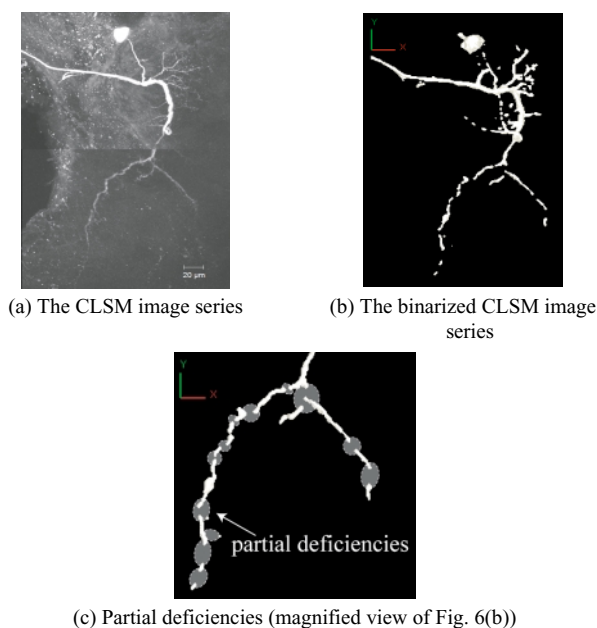 20 μm
Y
X
(a) The CLSM image series
(b) The binarized CLSM image
series
Y
X
partial deficiencies
(c) Partial deficiencies (magnified view of Fig. 6(b))